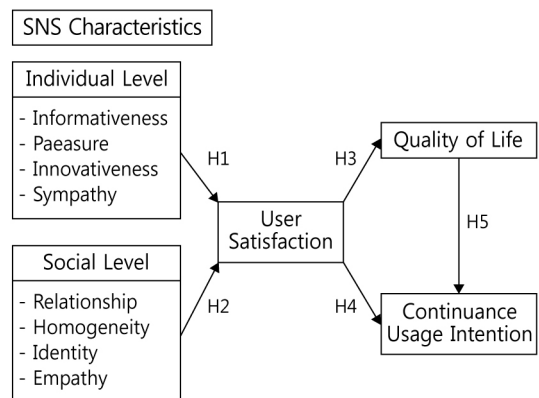 SNS Characteristics
Individual Level
- Informativeness
- Paeasure
- Innovativeness
- Sympathy
H1
H3
Quality of Life
User
Satisfaction
H5
Social Level
- Relationship
- Homogeneity
- Identity
- Empathy
H2
H4
Continuance
Usage Intention